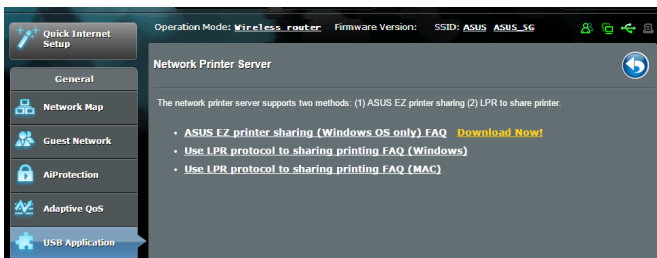 Quick Internet
Setup
Operation Mode: Wireless router Firmware Version: SSID: ASUS ASUS_5G
Network Printer Server
General
Network Map
Guest Network
AiProtection
Adaptive QoS
USB Application
The network printer server supports two methods: (1) ASUS EZ printer sharing (2) LPR to share printer.
ASUS EZ printer sharing (Windows OS only) FAQ Download Now!
Use LPR protocol to sharing printing FAQ (Windows)
Use LPR protocol to sharing printing FAQ (MAC)